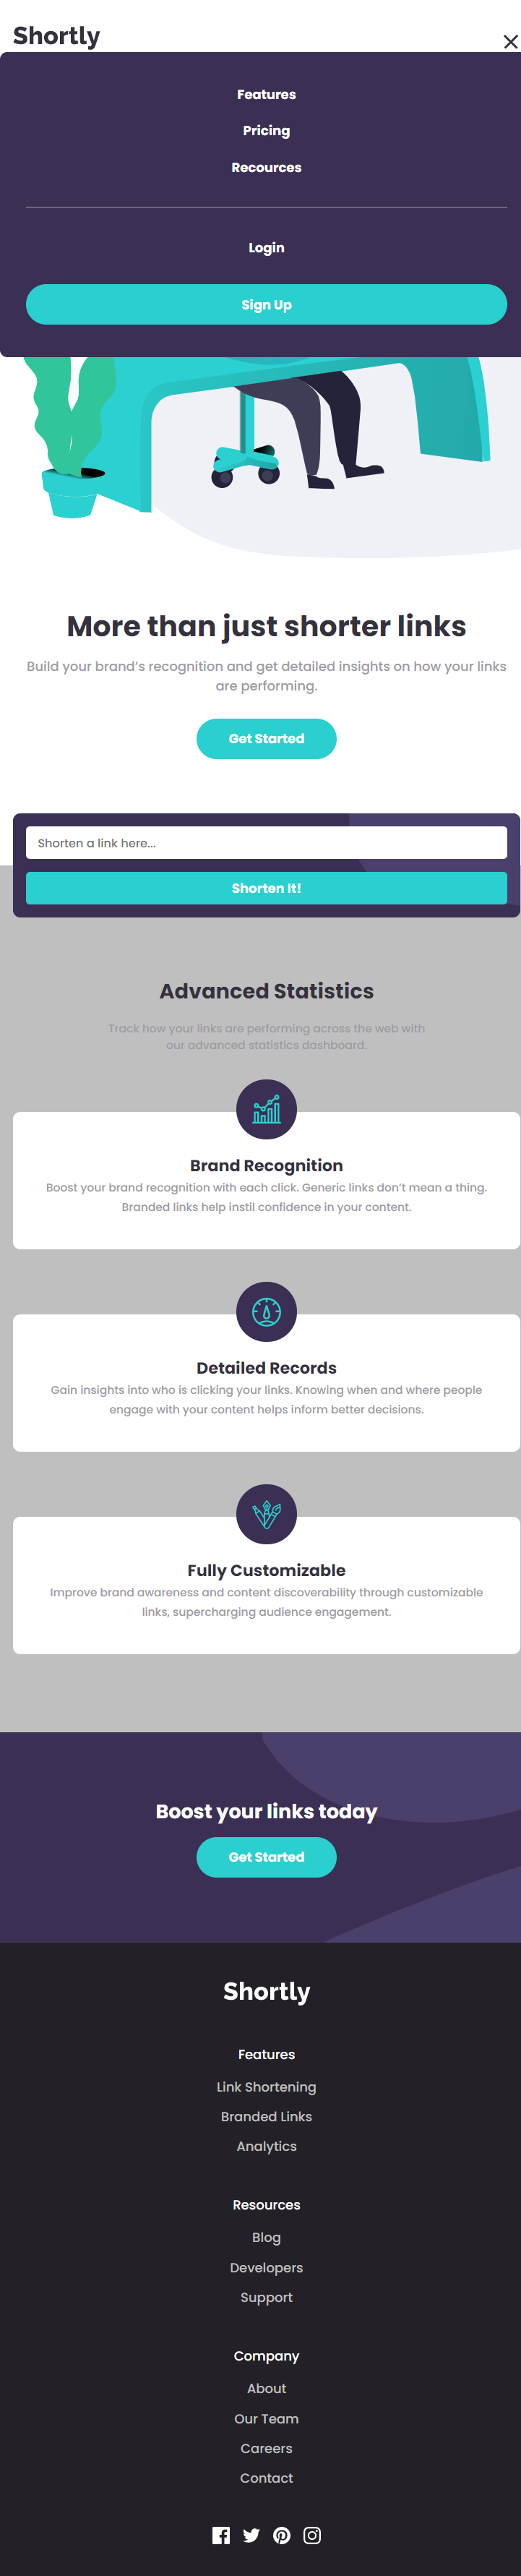 Shortly
Features
Pricing
Recources
Login
Sign Up
More than just shorter links
Build your brand's recognition and get detailed insights on how your links
are performing.
Get Started
Shorten a link here...
Shorten It!
Advanced Statistics
Track how your links are performing across the web with
our advanced statistics dashboard.
Brand Recognition
Boost your brand recognition with each click. Generic links don't mean a thing.
Branded links help instil confidence in your content.
Detailed Records
Gain insights into who is clicking your links. Knowing when and where people
engage with your content helps inform better decisions.
Fully Customizable
Improve brand awareness and content discoverability through customizable
links, supercharging audience engagement.
Boost your links today
Get Started
Shortly
Features
Link Shortening
Branded Links
Analytics
Resources
Blog
Developers
Support
Company
About
Our Team
Careers
Contact